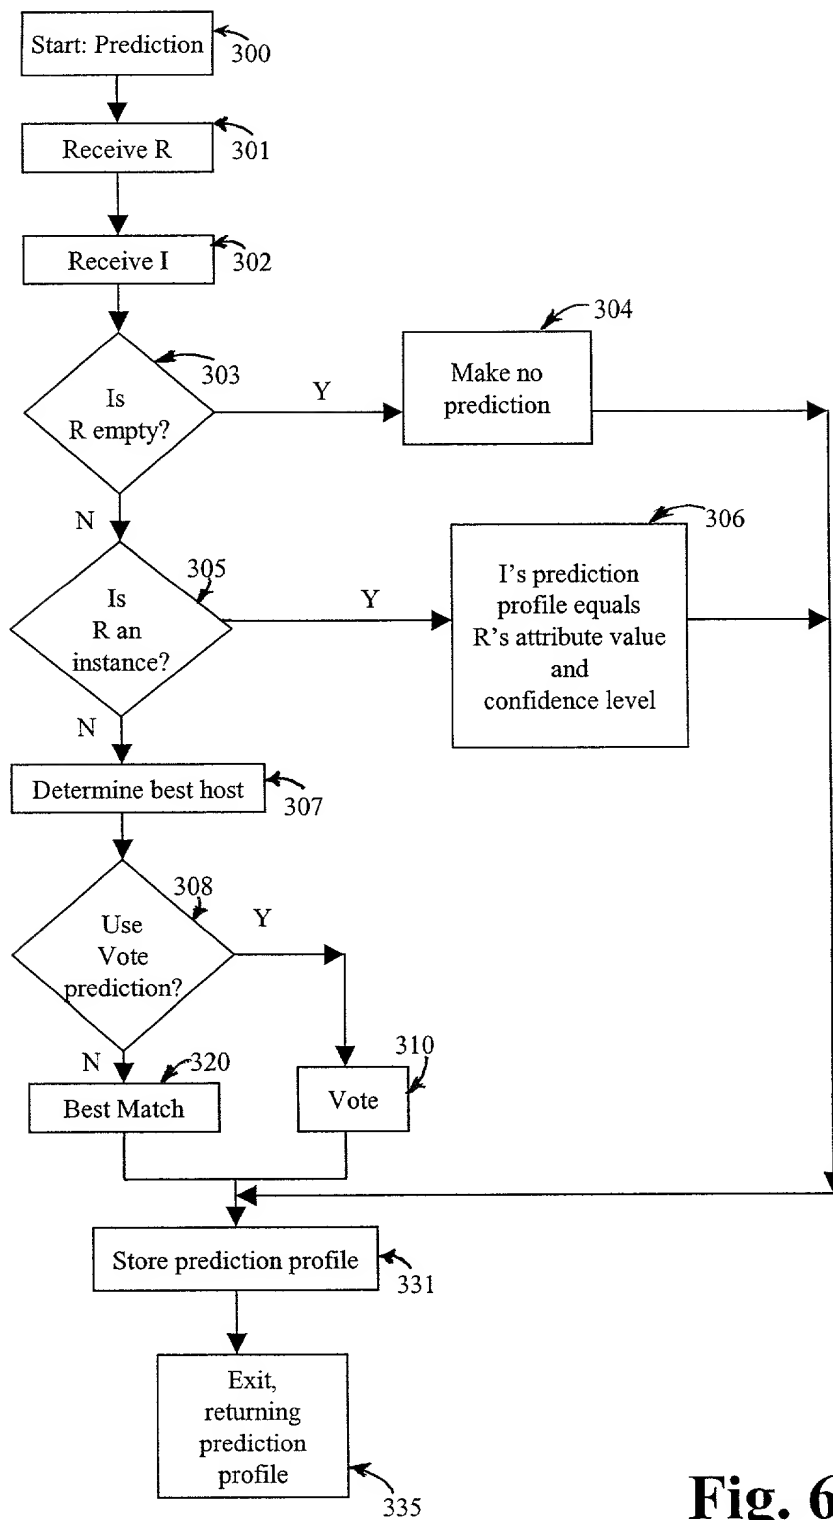 Start: Prediction
300
Receive R
301
Receive I
302
304
303
Make no
prediction
Y
Is
R empty?
N
306
305
I's prediction
profile equals
R's attribute value
and
confidence level
Y
Is
R an
instance?
N
Determine best host
307
308
Y
Use
Vote
prediction?
N
320
310
Best Match
Vote
Store prediction profile
331
Exit,
returning
prediction
profile
335
Fig. 6